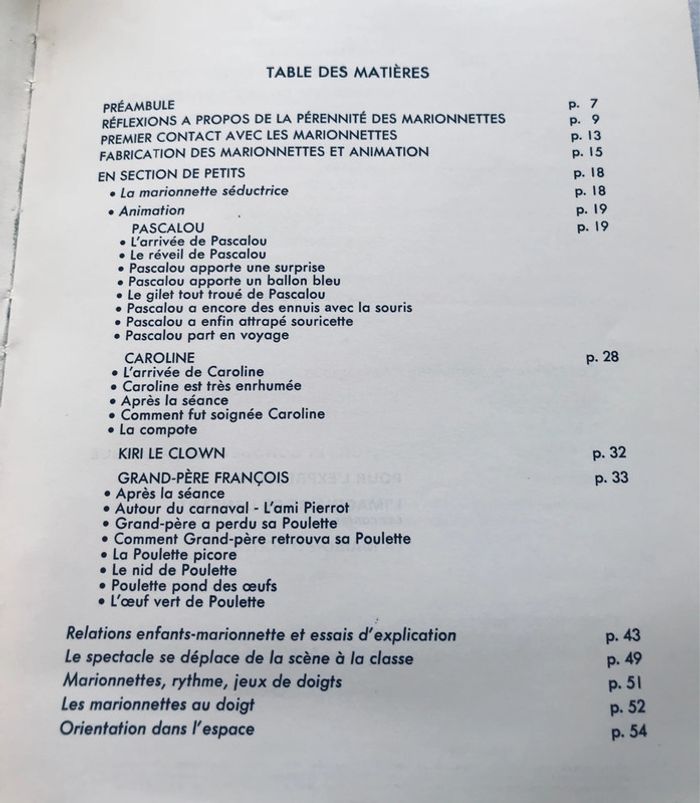 TABLE DES MATIÈRES
PRÉAMBULE p. 7
RÉFLEXIONS A PROPOS DE LA PÉRENNITÉ DES MARIONNETTES p. 9
PREMIER CONTACT AVEC LES MARIONNETTES p. 13
FABRICATION DES MARIONNETTES ET ANIMATION p. 15
EN SECTION DE PETITS p. 18
• La marionnette séductrice p. 18
• Animation p. 19
PASCALOU p. 19
• L'arrivée de Pascalou
• Le réveil de Pascalou
• Pascalou apporte une surprise
• Pascalou apporte un ballon bleu
• Le gilet tout troué de Pascalou
• Pascalou a encore des ennuis avec la souris
• Pascalou a enfin attrapé souricette
• Pascalou part en voyage
CAROLINE p. 28
• L'arrivée de Caroline
• Caroline est très enrhumée
• Après la séance
• Comment fut soignée Caroline
• La compote
KIRI LE CLOWN p. 32
GRAND-PÈRE FRANÇOIS p. 33
• Après la séance
• Autour du carnaval - L'ami Pierrot
• Grand-père a perdu sa Poulette
• Comment Grand-père retrouva sa Poulette
• La Poulette picore
• Le nid de Poulette
• Poulette pond des œufs
• L'œuf vert de Poulette
Relations enfants-marionnette et essais d'explication p. 43
Le spectacle se déplace de la scène à la classe p. 49
Marionnettes, rythme, jeux de doigts p. 51
Les marionnettes au doigt p. 52
Orientation dans l'espace p. 54